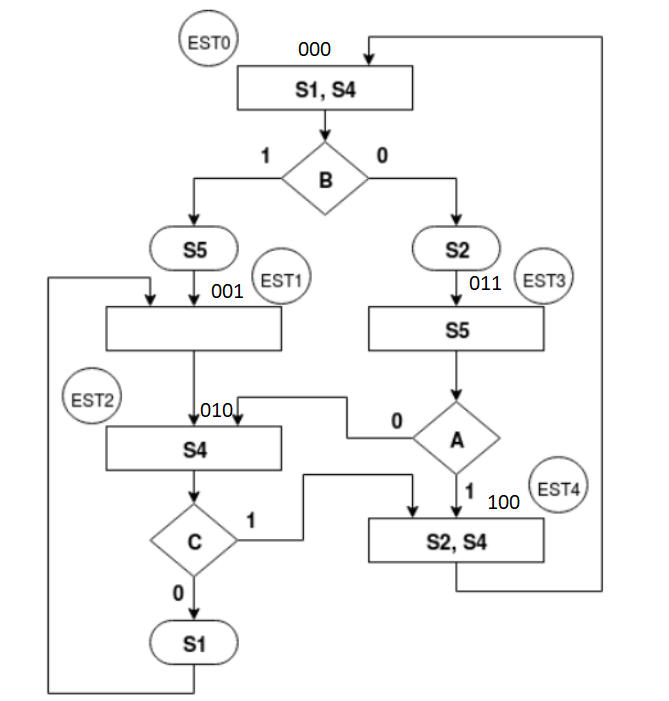 EST0
000
S1, S4
1
0
B
S5
S2
EST1
001
011
EST3
S5
EST2
010
0
S4
A
1
1
100
EST4
C
S2, S4
0
S1